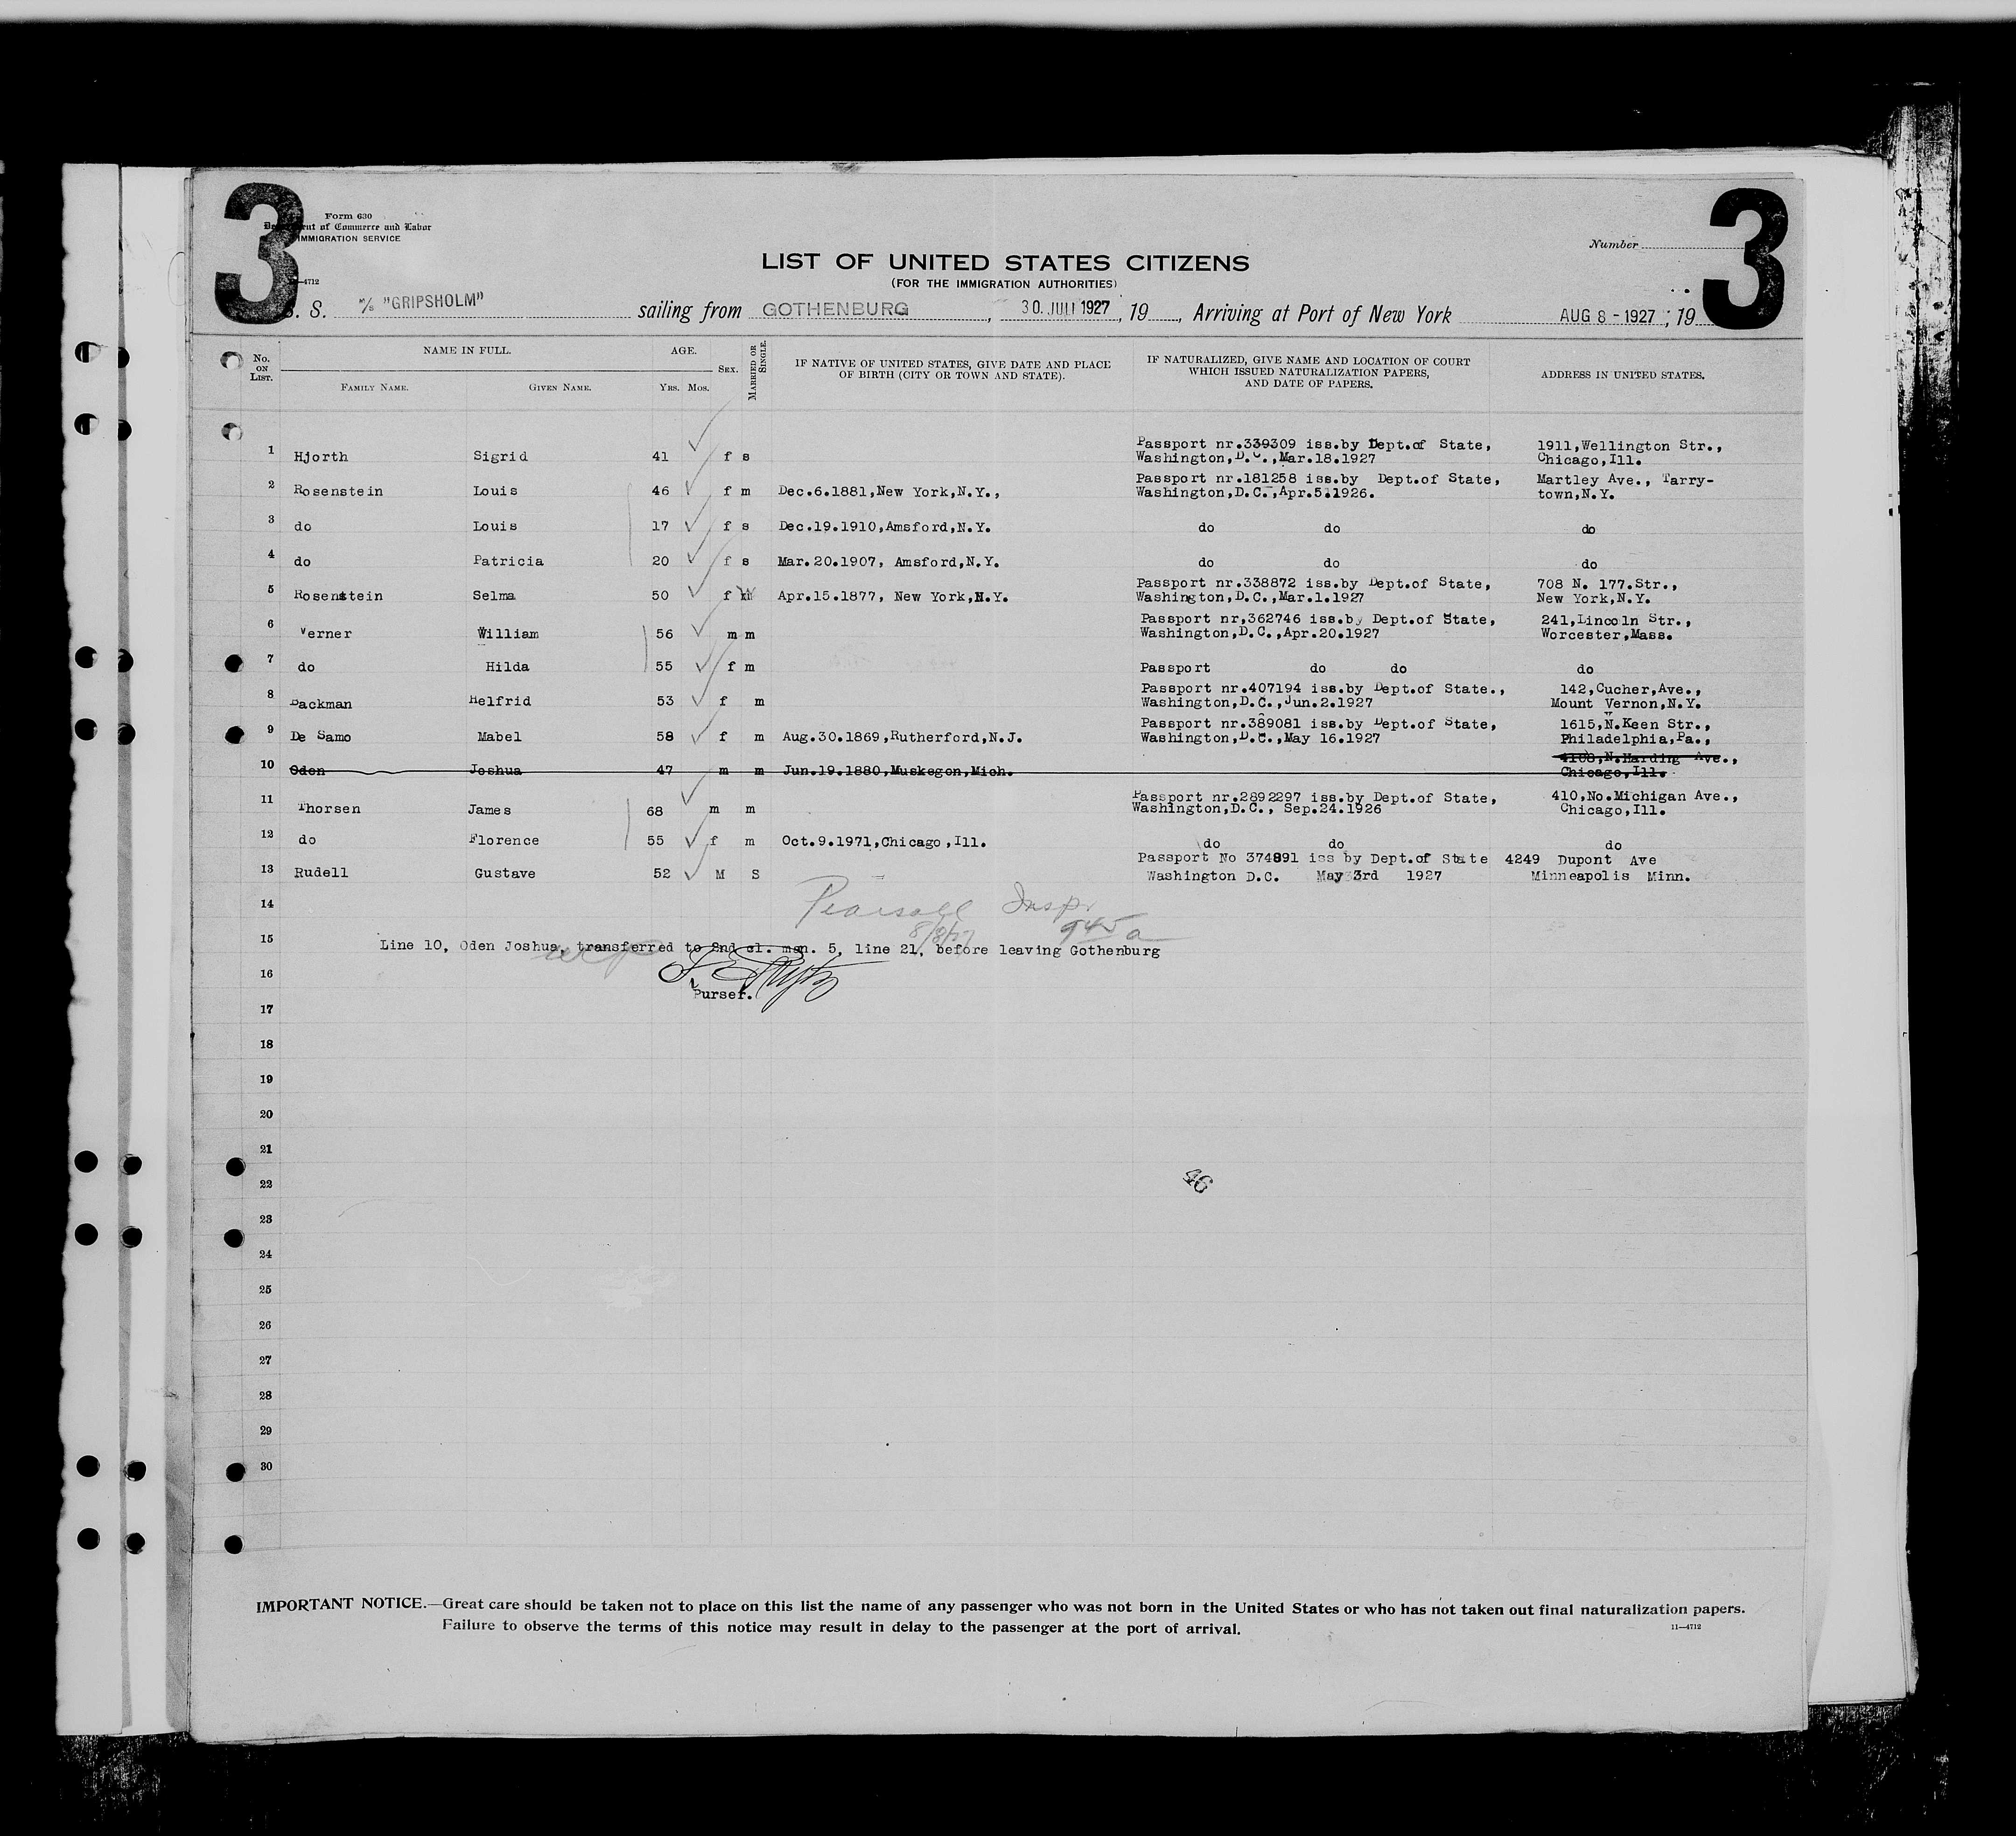 3 3
Form 630
Department of Commerce and Labor
IMMIGRATION SERVICE
Number
LIST OF UNITED STATES CITIZENS
(FOR THE IMMIGRATION AUTHORITIES)
—4712
S. S. M/S "GRIPSHOLM" sailing from GOTHENBURG, 30. JULI 1927, 19, Arriving at Port of New York AUG 8 - 1927; 19
No. ON LIST. NAME IN FULL. AGE. SEX. MARRIED OR SINGLE. IF NATIVE OF UNITED STATES, GIVE DATE AND PLACE OF BIRTH (CITY OR TOWN AND STATE). IF NATURALIZED, GIVE NAME AND LOCATION OF COURT WHICH ISSUED NATURALIZATION PAPERS, AND DATE OF PAPERS. ADDRESS IN UNITED STATES.
FAMILY NAME. GIVEN NAME. YRS. MOS.
1 Hjorth Sigrid 41 f s Passport nr.339309 iss.by Dept.of State, 1911,Wellington Str.,
Washington,D.C.,Mar.18.1927 Chicago,Ill.
2 Rosenstein Louis 46 f m Dec.6.1881,New York,N.Y., Passport nr.181258 iss.by Dept.of State, Martley Ave., Tarry-
Washington,D.C.,Apr.5.1926. town,N.Y.
3 do Louis 17 f s Dec.19.1910,Amsford,N.Y. do do do
4 do Patricia 20 f s Mar.20.1907, Amsford,N.Y. do do do
5 Rosenstein Selma 50 f Apr.15.1877, New York,N.Y. Passport nr.338872 iss.by Dept.of State, 708 N. 177.Str.,
Washington,D.C.,Mar.1.1927 New York,N.Y.
6 Verner William 56 m m Passport nr,362746 iss.by Dept.of State, 241,Lincoln Str.,
Washington,D.C.,Apr.20.1927 Worcester,Mass.
7 do Hilda 55 f m Passport do do do
8 Packman Helfrid 53 f m Passport nr.407194 iss.by Dept.of State., 142,Cucher,Ave.,
Washington,D.C.,Jun.2.1927 Mount Vernon,N.Y.
9 De Samo Mabel 58 f m Aug.30.1869,Rutherford,N.J. Passport nr.389081 iss.by Dept.of State, 1615,N.Keen Str.,
Washington,D.C.,May 16.1927 Philadelphia,Pa.,
10 Oden Joshua 47 m m Jun.19.1880,Muskegon,Mich. 4108,N.Harding Ave.,
Chicago,Ill.
11 Thorsen James 68 m m Passport nr.2892297 iss.by Dept.of State, 410,No.Michigan Ave.,
Washington,D.C., Sep.24.1926 Chicago,Ill.
12 do Florence 55 f m Oct.9.1971,Chicago,Ill. do do do
13 Rudell Gustave 52 M S Passport No 374891 iss by Dept.of State 4249 Dupont Ave
Washington D.C. May 3rd 1927 Minneapolis Minn.
14 Pearsall Insp.
8/8/27 945 a
15 Line 10, Oden Joshua, transferred to 2nd cl. man. 5, line 21, before leaving Gothenburg
16
Purser.
17
18
19
20
21
22
46
23
24
25
26
27
28
29
30
IMPORTANT NOTICE.—Great care should be taken not to place on this list the name of any passenger who was not born in the United States or who has not taken out final naturalization papers.
Failure to observe the terms of this notice may result in delay to the passenger at the port of arrival.
11—4712